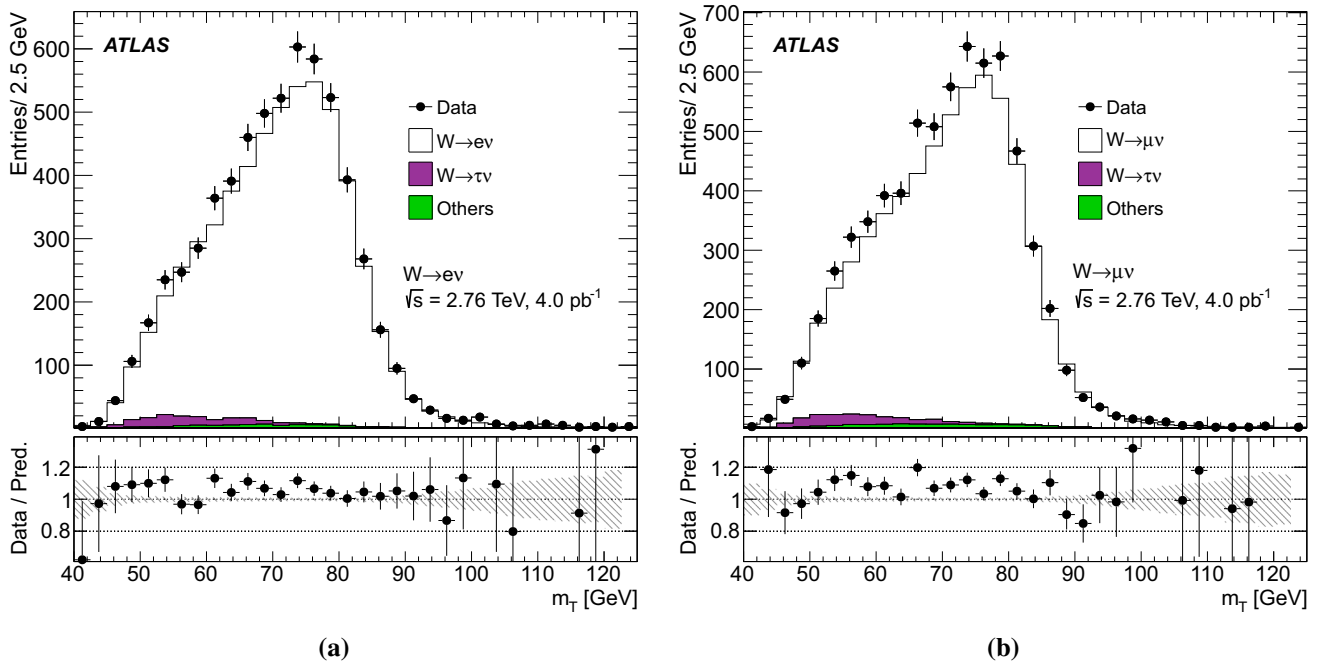 Entries/ 2.5 GeV
600
500
400
300
200
100
ATLAS
Data
W→eν
W→τν
Others
W→eν
√s = 2.76 TeV, 4.0 pb⁻¹
Data / Pred.
1.2
1
0.8
40 50 60 70 80 90 100 110 120
m_T [GeV]
(a)
Entries/ 2.5 GeV
700
600
500
400
300
200
100
ATLAS
Data
W→μν
W→τν
Others
W→μν
√s = 2.76 TeV, 4.0 pb⁻¹
Data / Pred.
1.2
1
0.8
40 50 60 70 80 90 100 110 120
m_T [GeV]
(b)